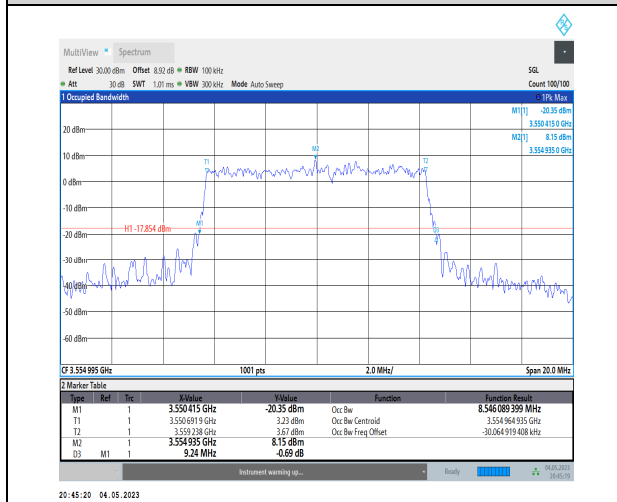 MultiView Spectrum
Ref Level 30.00 dBm Offset 8.92 dB RBW 100 kHz SGL
Att 30 dB SWT 1.01 ms VBW 300 kHz Mode Auto Sweep Count 100/100
1 Occupied Bandwidth 1Pk Max
M1[1] -20.35 dBm
3.550 415 0 GHz
M2[1] 8.15 dBm
3.554 935 0 GHz
20 dBm
10 dBm
0 dBm
-10 dBm
-20 dBm
-30 dBm
-40 dBm
-50 dBm
-60 dBm
H1 -17.854 dBm
T1
M2
T2
M1
D3
CF 3.554 995 GHz 1001 pts 2.0 MHz/ Span 20.0 MHz
2 Marker Table
Type Ref Trc X-Value Y-Value Function Function Result
M1 1 3.550 415 GHz -20.35 dBm Occ Bw 8.546 089 399 MHz
T1 1 3.550 691 9 GHz 3.23 dBm Occ Bw Centroid 3.554 964 935 GHz
T2 1 3.559 238 GHz 3.67 dBm Occ Bw Freq Offset -30.064 919 408 kHz
M2 1 3.554 935 GHz 8.15 dBm
D3 M1 1 9.24 MHz -0.69 dB
Instrument warming up... Ready 04.05.2023
20:45:19
20:45:20 04.05.2023